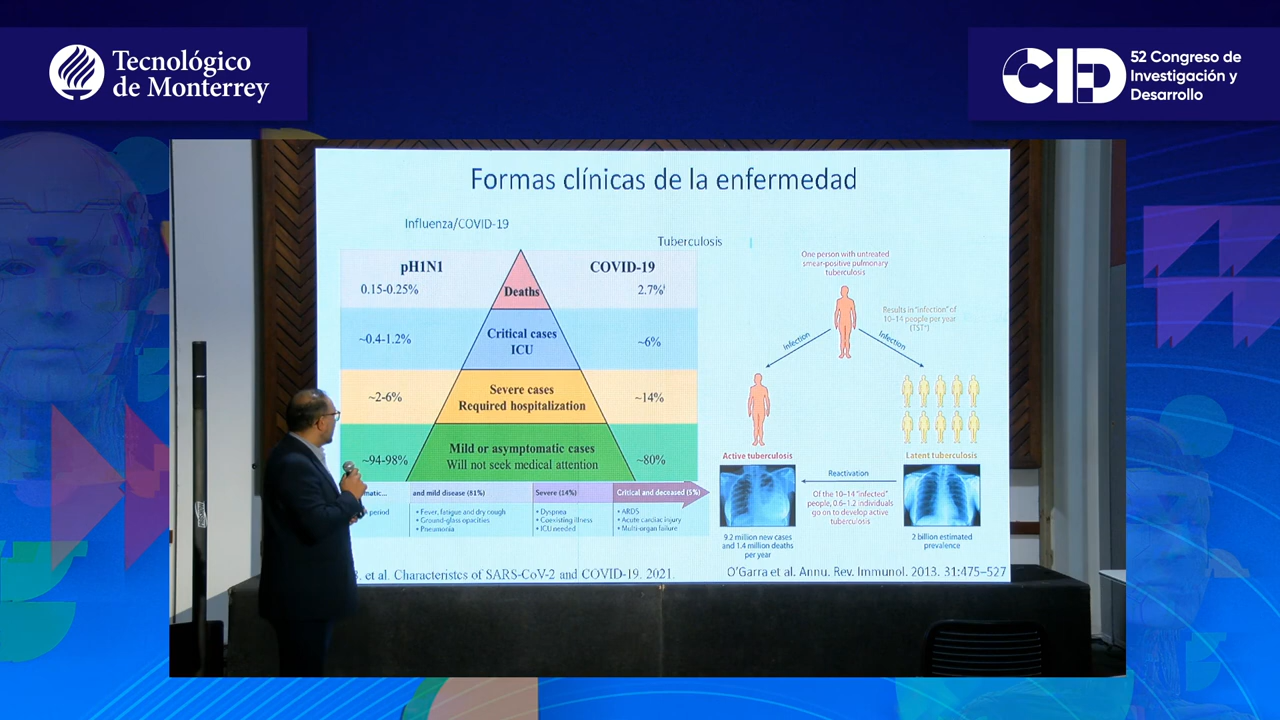 Tecnológico
de Monterrey
CID
52 Congreso de
Investigación y
Desarrollo
Formas clínicas de la enfermedad
Influenza/COVID-19
pH1N1
COVID-19
0.15-0.25%
Deaths
2.7%
~0.4-1.2%
Critical cases
ICU
~6%
~2-6%
Severe cases
Required hospitalization
~14%
~94-98%
Mild or asymptomatic cases
Will not seek medical attention
~80%
and mild disease (81%)
Severe (14%)
Critical and deceased (5%)
period
• Fever, fatigue and dry cough
• Ground-glass opacities
• Pneumonia
• Dyspnea
• Coexisting illness
• ICU needed
• ARDS
• Acute cardiac injury
• Multi-organ failure
et al. Characteristcs of SARS-CoV-2 and COVID-19. 2021.
Tuberculosis
One person with untreated
smear-positive pulmonary
tuberculosis
Results in "infection" of
10–14 people per year
(TST+)
Infection
Infection
Active tuberculosis
Latent tuberculosis
Reactivation
Of the 10–14 "infected"
people, 0.6–1.2 individuals
go on to develop active
tuberculosis
9.2 million new cases
and 1.4 million deaths
per year
2 billion estimated
prevalence
O'Garra et al. Annu. Rev. Immunol. 2013. 31:475–527